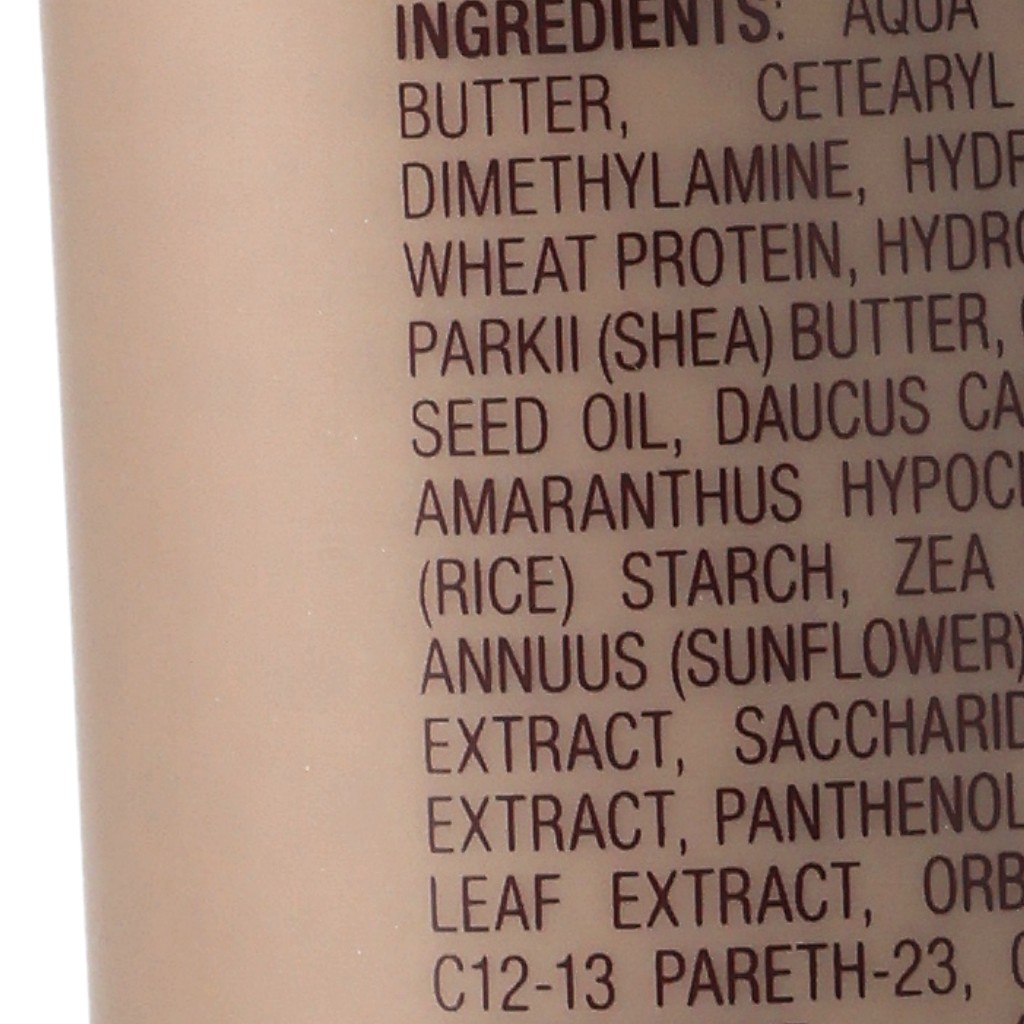 INGREDIENTS: AQUA
BUTTER, CETEARYL
DIMETHYLAMINE, HYDR
WHEAT PROTEIN, HYDRO
PARKII (SHEA) BUTTER,
SEED OIL, DAUCUS CA
AMARANTHUS HYPOCH
(RICE) STARCH, ZEA
ANNUUS (SUNFLOWER)
EXTRACT, SACCHARID
EXTRACT, PANTHENOL
LEAF EXTRACT, ORB
C12-13 PARETH-23,